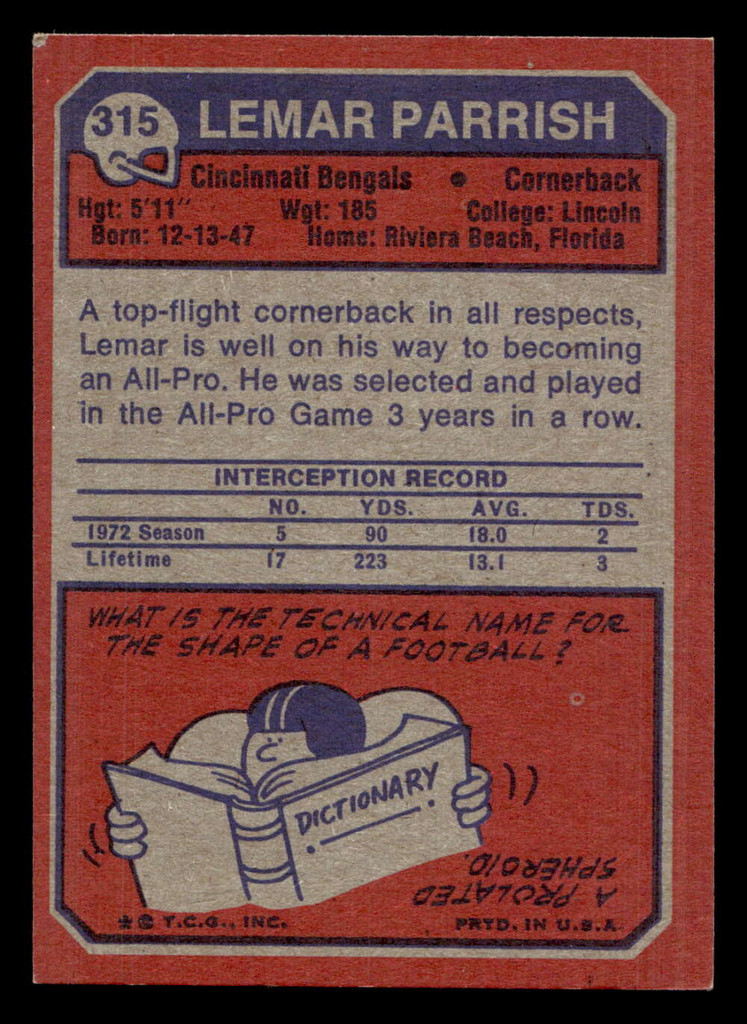 315 LEMAR PARRISH
Cincinnati Bengals • Cornerback
Hgt: 5'11" Wgt: 185 College: Lincoln
Born: 12-13-47 Home: Riviera Beach, Florida
A top-flight cornerback in all respects,
Lemar is well on his way to becoming
an All-Pro. He was selected and played
in the All-Pro Game 3 years in a row.
INTERCEPTION RECORD
NO. YDS. AVG. TDS.
1972 Season 5 90 18.0 2
Lifetime 17 223 13.1 3
WHAT IS THE TECHNICAL NAME FOR
THE SHAPE OF A FOOTBALL?
DICTIONARY
A PROLATED
SPHEROID.
* © T.C.G., INC. PRTD. IN U.S.A.